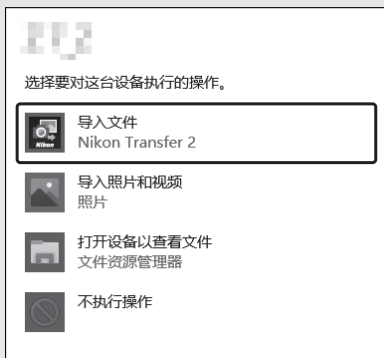 选择要对这台设备执行的操作。
导入文件
Nikon Transfer 2
导入照片和视频
照片
打开设备以查看文件
文件资源管理器
不执行操作